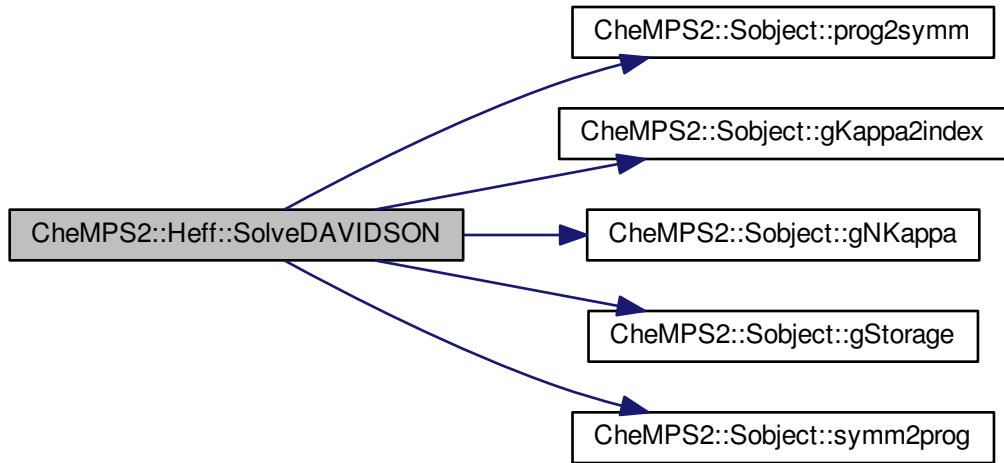 CheMPS2::Sobject::prog2symm
CheMPS2::Sobject::gKappa2index
CheMPS2::Heff::SolveDAVIDSON
CheMPS2::Sobject::gNKappa
CheMPS2::Sobject::gStorage
CheMPS2::Sobject::symm2prog